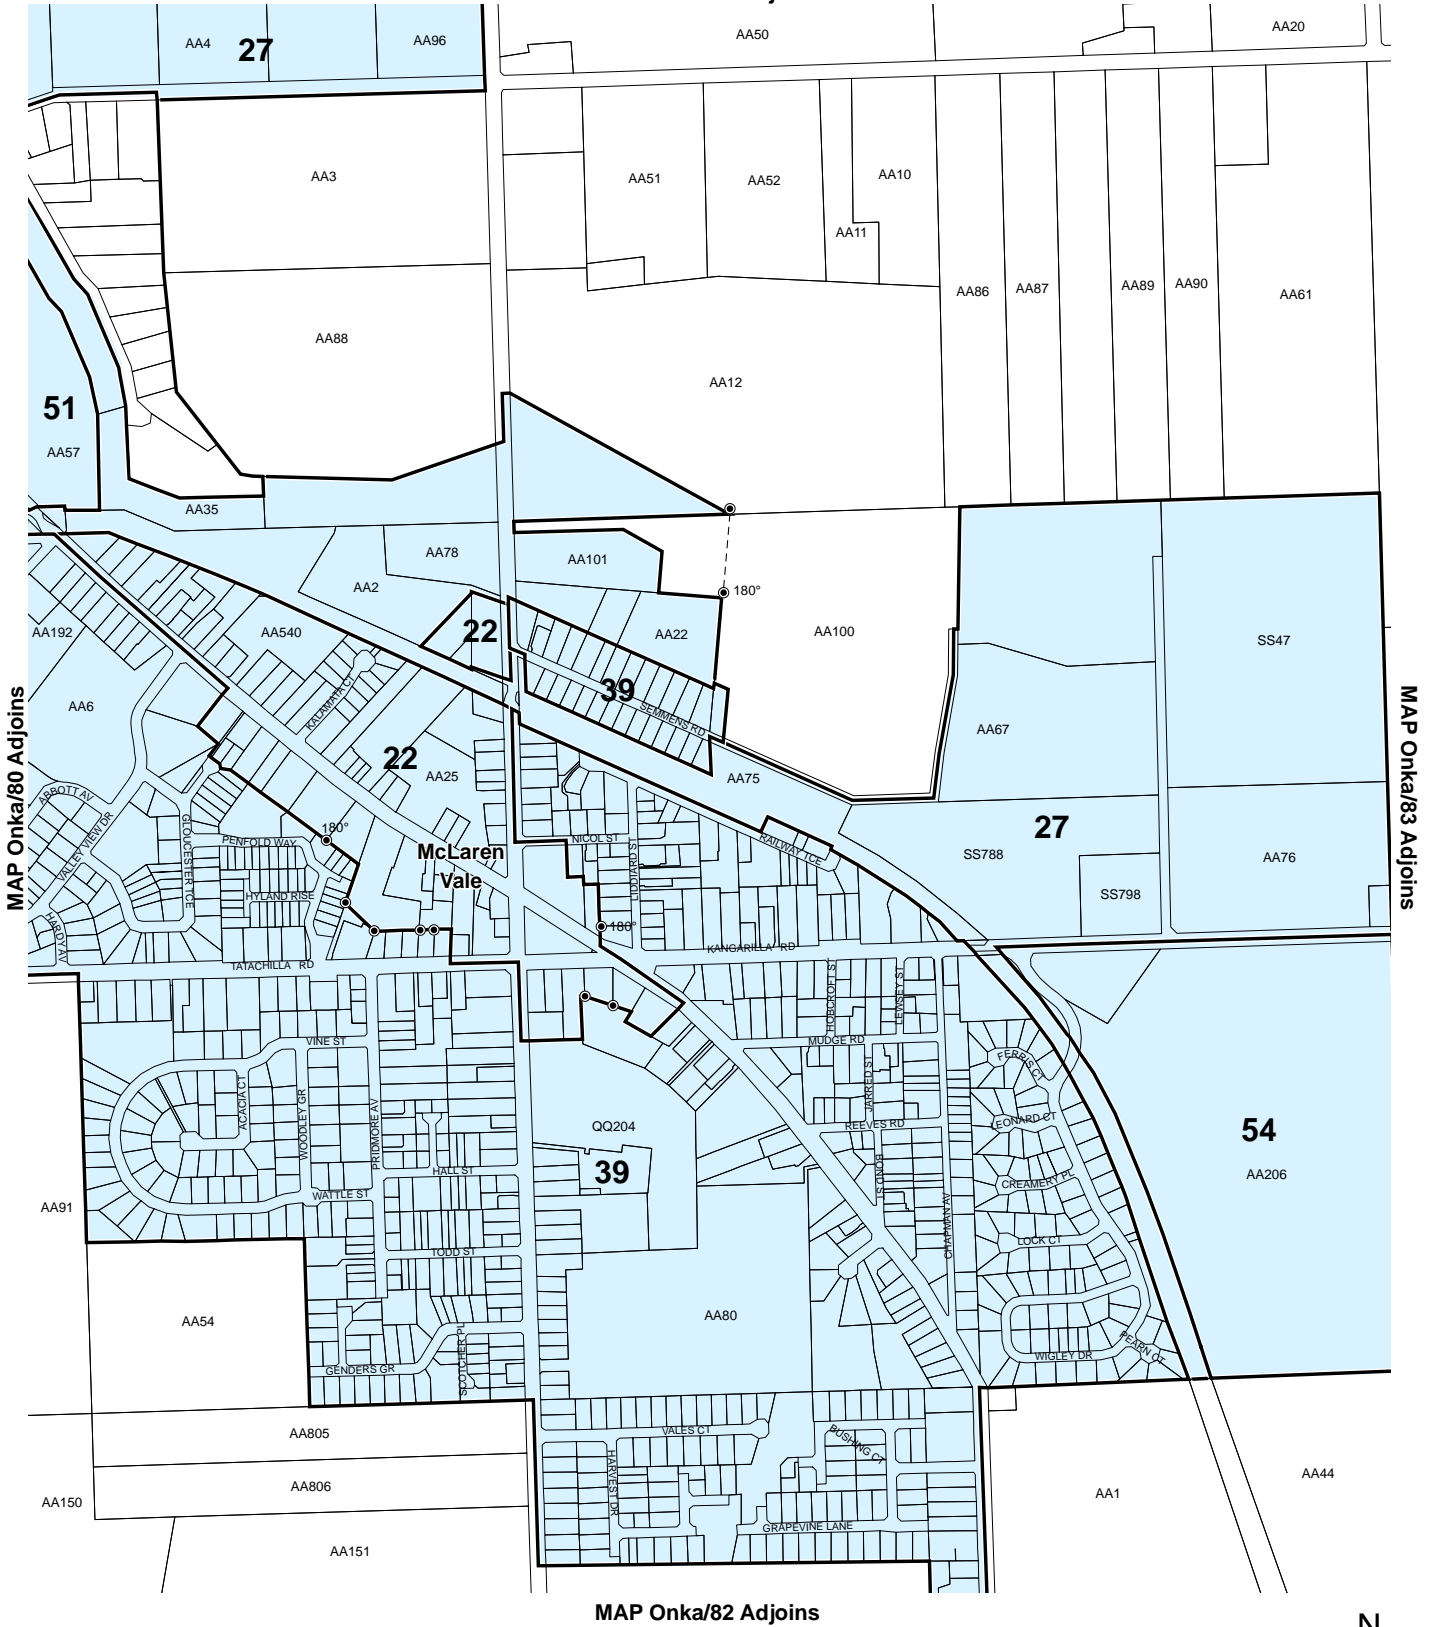 AA50
AA20
AA4
27
AA96
AA3
AA51
AA52
AA10
AA11
AA86
AA87
AA89
AA90
AA61
AA88
AA12
51
AA57
AA35
AA78
AA101
AA2
180°
AA192
AA540
22
AA22
AA100
SS47
AA6
KALAMATA CT
39
SEMMENS RD
AA67
MAP Onka/80 Adjoins
MAP Onka/83 Adjoins
22
AA25
AA75
ABBOTT AV
VALLEY VIEW DR
GLOUCESTER TCE
PENFOLD WAY
180°
McLaren
Vale
NICOL ST
LIDDIARD ST
RAILWAY TCE
27
SS788
AA76
SS798
HYLAND RISE
HARDY AV
180°
TATACHILLA RD
KANGARILLA RD
HOBCROFT ST
LEWSEY ST
VINE ST
MUDGE RD
FERRIS CT
ACACIA CT
WOODLEY GR
PRIDMORE AV
JARRED ST
QQ204
REEVES RD
LEONARD CT
54
39
AA206
HALL ST
BOND ST
CREAMERY PL
WATTLE ST
AA91
CHAPMAN AV
TODD ST
LOCK CT
AA54
AA80
GENDERS GR
SCOTCHER PL
WIGLEY DR
PEARN CT
AA805
VALES CT
BUSHING CT
HARVEST DR
AA806
AA150
AA1
AA44
GRAPEVINE LANE
AA151
MAP Onka/82 Adjoins
N